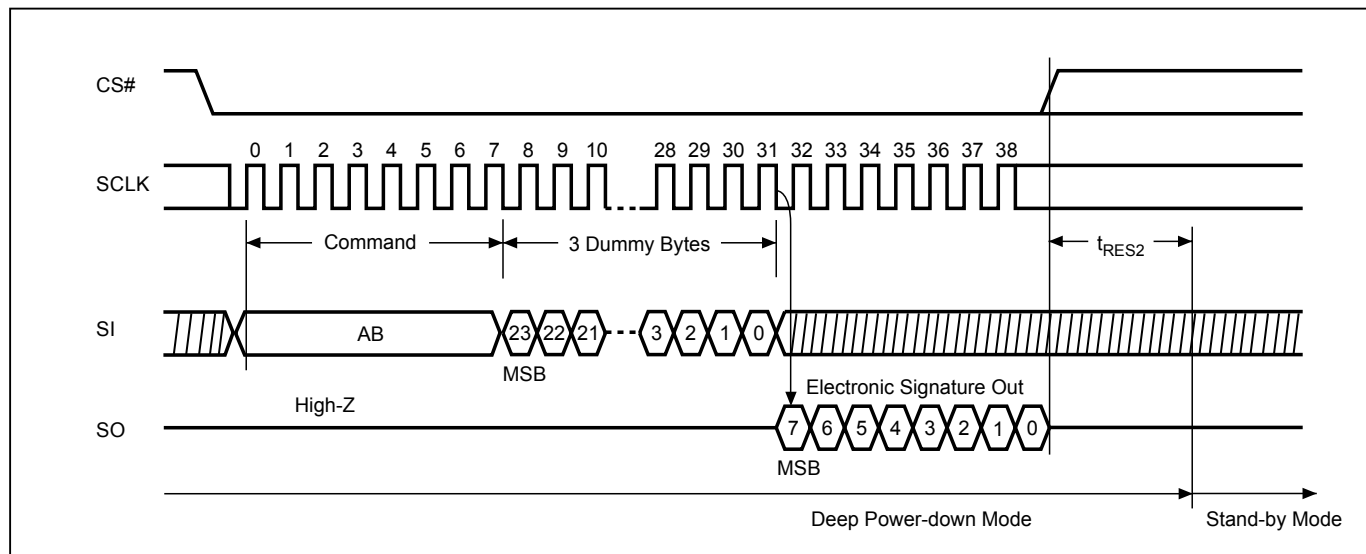 CS#
0 1 2 3 4 5 6 7 8 9 10 28 29 30 31 32 33 34 35 36 37 38
SCLK
Command 3 Dummy Bytes tRES2
SI AB 23 22 21 3 2 1 0
MSB
High-Z Electronic Signature Out
SO 7 6 5 4 3 2 1 0
MSB
Deep Power-down Mode Stand-by Mode